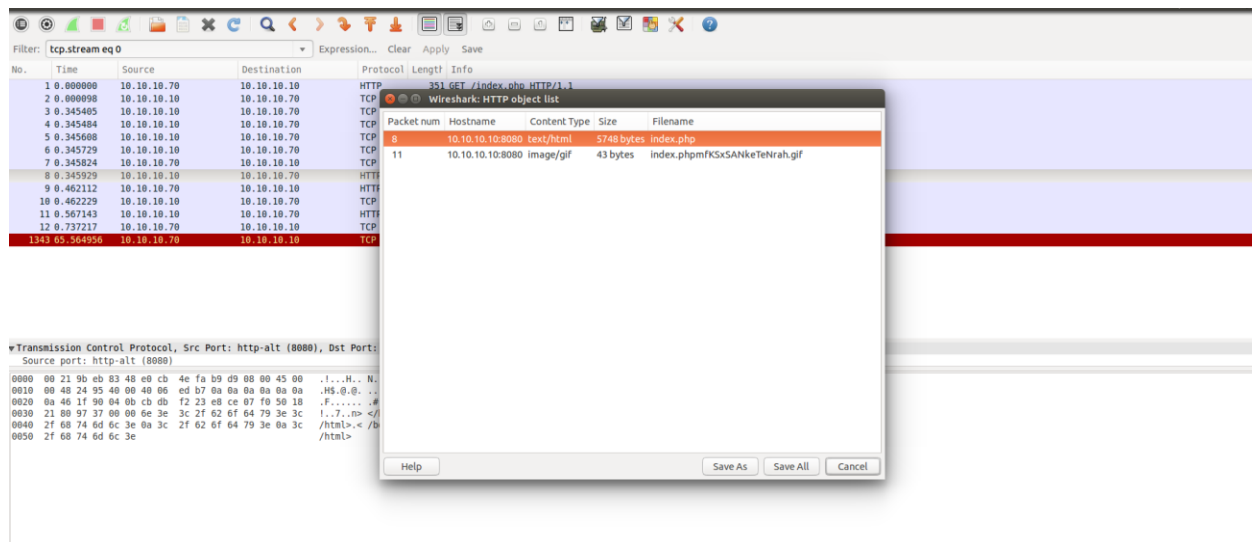 Filter: tcp.stream eq 0 Expression... Clear Apply Save
No. Time Source Destination Protocol Length Info
1 0.000000 10.10.10.70 10.10.10.10 HTTP 351 GET /index.php HTTP/1.1
2 0.000098 10.10.10.10 10.10.10.70 TCP
3 0.345405 10.10.10.10 10.10.10.70 TCP
4 0.345484 10.10.10.10 10.10.10.70 TCP
5 0.345608 10.10.10.10 10.10.10.70 TCP
6 0.345729 10.10.10.10 10.10.10.70 TCP
7 0.345824 10.10.10.10 10.10.10.70 TCP
8 0.345929 10.10.10.10 10.10.10.70 HTTP
9 0.462112 10.10.10.70 10.10.10.10 HTTP
10 0.462229 10.10.10.10 10.10.10.70 TCP
11 0.567143 10.10.10.10 10.10.10.70 HTTP
12 0.737217 10.10.10.70 10.10.10.10 TCP
1343 65.564956 10.10.10.70 10.10.10.10 TCP
Wireshark: HTTP object list
Packet num Hostname Content Type Size Filename
8 10.10.10.10:8080 text/html 5748 bytes index.php
11 10.10.10.10:8080 image/gif 43 bytes index.phpmfKSxSANkeTeNrah.gif
Help Save As Save All Cancel
Transmission Control Protocol, Src Port: http-alt (8080), Dst Port:
Source port: http-alt (8080)
0000 00 21 9b eb 83 48 e0 cb 4e fa b9 d9 08 00 45 00 .!...H.. N.
0010 00 48 24 95 40 00 40 06 ed b7 0a 0a 0a 0a 0a 0a .H$.@.@. ..
0020 0a 46 1f 90 04 0b cb db f2 23 e8 ce 07 f0 50 18 .F...... .#
0030 21 80 97 37 00 00 6e 3e 3c 2f 62 6f 64 79 3e 3c !..7..n> </
0040 2f 68 74 6d 6c 3e 0a 3c 2f 62 6f 64 79 3e 0a 3c /html>.< /b
0050 2f 68 74 6d 6c 3e /html>